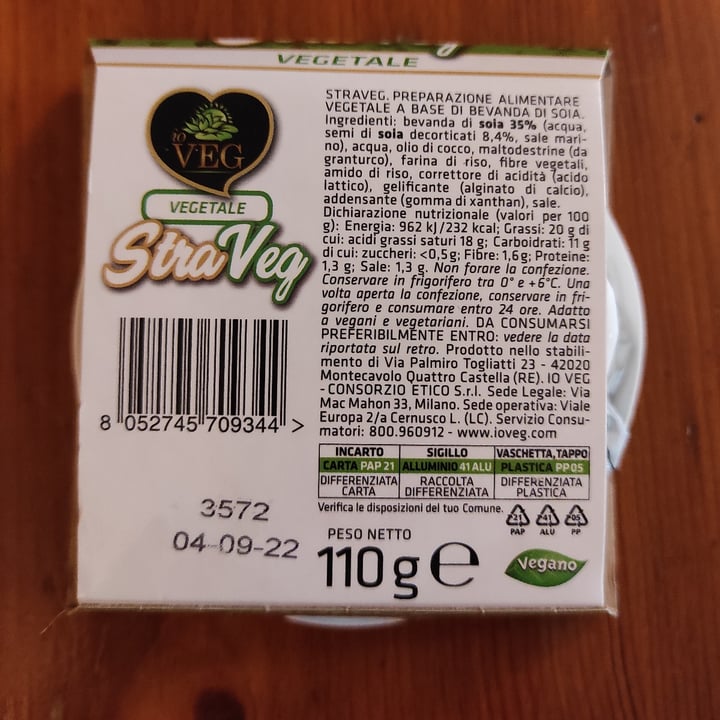 VEGETALE
io
VEG
VEGETALE
StraVeg
STRAVEG. PREPARAZIONE ALIMENTARE
VEGETALE A BASE DI BEVANDA DI SOIA.
Ingredienti: bevanda di soia 35% (acqua,
semi di soia decorticati 8,4%, sale mari-
no), acqua, olio di cocco, maltodestrine (da
granturco), farina di riso, fibre vegetali,
amido di riso, correttore di acidità (acido
lattico), gelificante (alginato di calcio),
addensante (gomma di xanthan), sale.
Dichiarazione nutrizionale (valori per 100
g): Energia: 962 kJ/232 kcal; Grassi: 20 g di
cui: acidi grassi saturi 18 g; Carboidrati: 11 g
di cui: zuccheri: <0,5g; Fibre: 1,6g; Proteine:
1,3 g; Sale: 1,3 g. Non forare la confezione.
Conservare in frigorifero tra 0° e +6°C. Una
volta aperta la confezione, conservare in fri-
gorifero e consumare entro 24 ore. Adatto
a vegani e vegetariani. DA CONSUMARSI
PREFERIBILMENTE ENTRO: vedere la data
riportata sul retro. Prodotto nello stabili-
mento di Via Palmiro Togliatti 23 - 42020
Montecavolo Quattro Castella (RE). IO VEG
- CONSORZIO ETICO S.r.l. Sede Legale: Via
Mac Mahon 33, Milano. Sede operativa: Viale
Europa 2/a Cernusco L. (LC). Servizio Consu-
matori: 800.960912 - www.ioveg.com
8 052745 709344 >
INCARTO SIGILLO VASCHETTA, TAPPO
CARTA PAP 21 ALLUMINIO 41 ALU PLASTICA PP 05
DIFFERENZIATA RACCOLTA DIFFERENZIATA
CARTA DIFFERENZIATA PLASTICA
Verifica le disposizioni del tuo Comune.
21 41 05
PAP ALU PP
3572
04-09-22
PESO NETTO
110 g e
Vegano